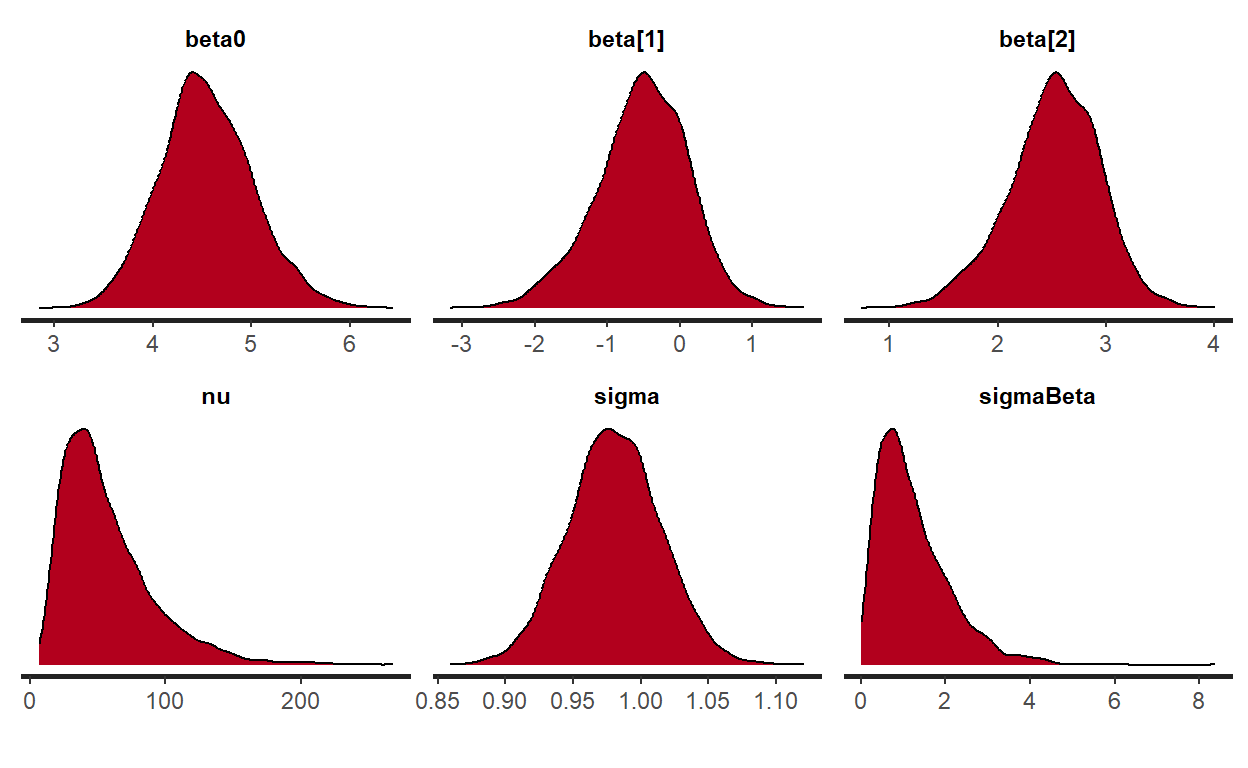 beta0 beta[1] beta[2]
3 4 5 6 -3 -2 -1 0 1 1 2 3 4
nu sigma sigmaBeta
0 100 200 0.85 0.90 0.95 1.00 1.05 1.10 0 2 4 6 8